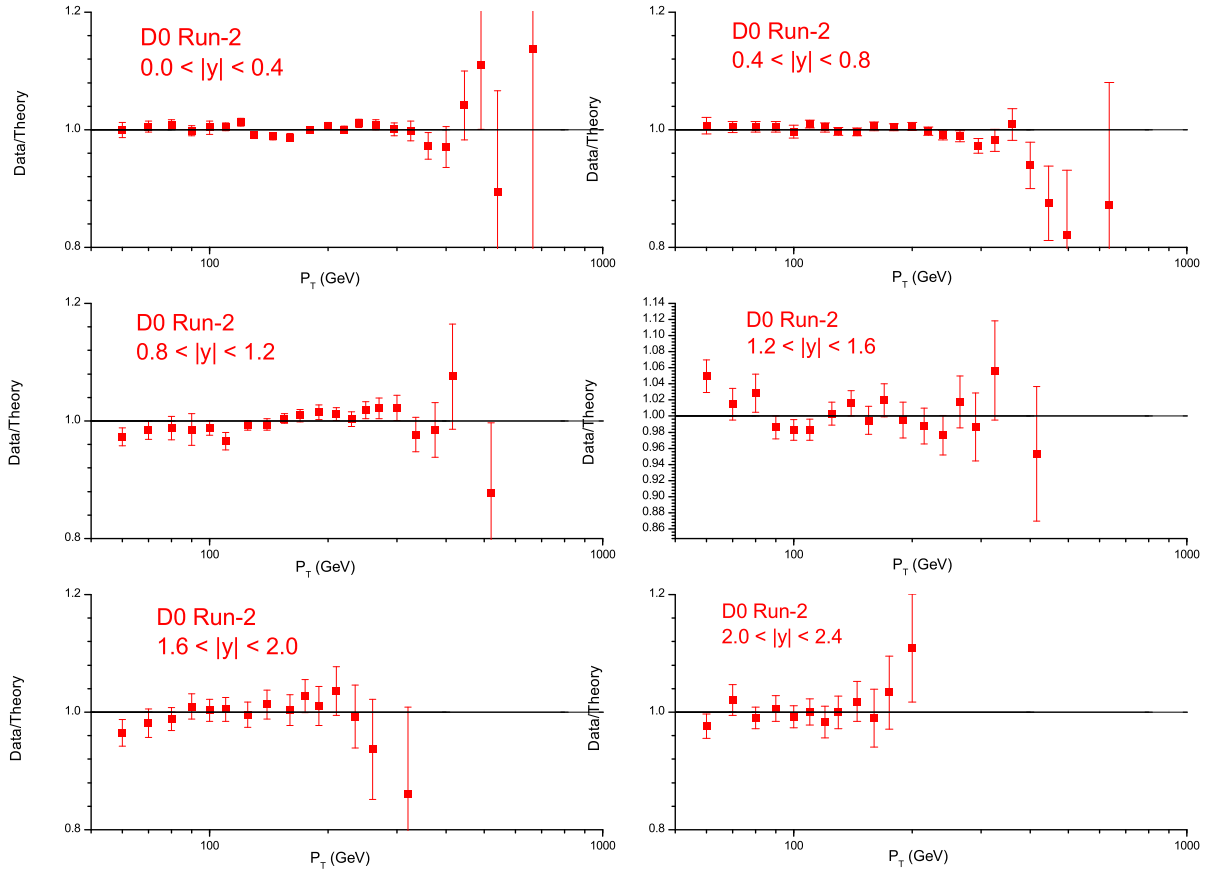 1.2
D0 Run-2
0.0 < |y| < 0.4
Data/Theory
1.0
0.8
100
1000
P_T (GeV)
1.2
D0 Run-2
0.4 < |y| < 0.8
Data/Theory
1.0
0.8
100
1000
P_T (GeV)
1.2
D0 Run-2
0.8 < |y| < 1.2
Data/Theory
1.0
0.8
100
1000
P_T (GeV)
1.14
1.12
1.10
1.08
1.06
1.04
1.02
1.00
0.98
0.96
0.94
0.92
0.90
0.88
0.86
D0 Run-2
1.2 < |y| < 1.6
Data/Theory
100
1000
P_T (GeV)
1.2
D0 Run-2
1.6 < |y| < 2.0
Data/Theory
1.0
0.8
100
1000
P_T (GeV)
1.2
D0 Run-2
2.0 < |y| < 2.4
Data/Theory
1.0
0.8
100
1000
P_T (GeV)